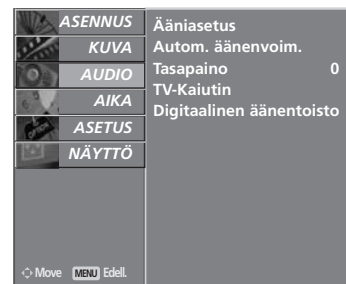 ASENNUS
KUVA
AUDIO
AIKA
ASETUS
NÄYTTÖ
Move MENU Edell.
Ääniasetus
Autom. äänenvoim.
Tasapaino 0
TV-Kaiutin
Digitaalinen äänentoisto